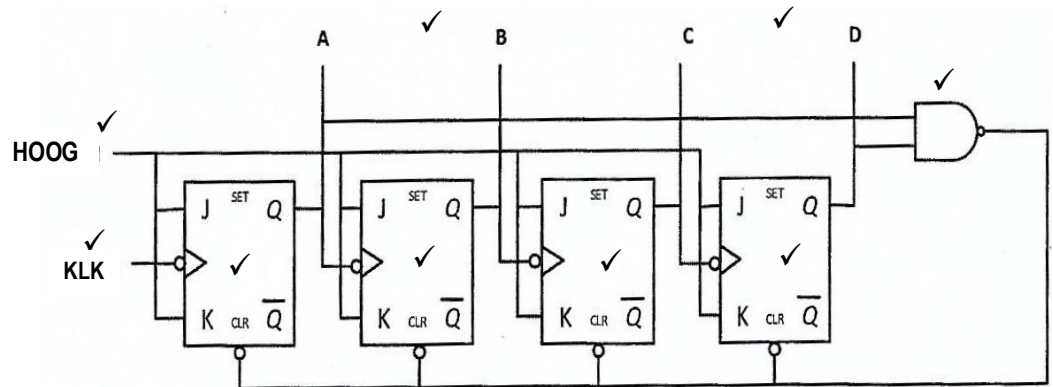 A B C D
HOOG
J SET Q J SET Q J SET Q J SET Q
KLK
K CLR Q̅ K CLR Q̅ K CLR Q̅ K CLR Q̅